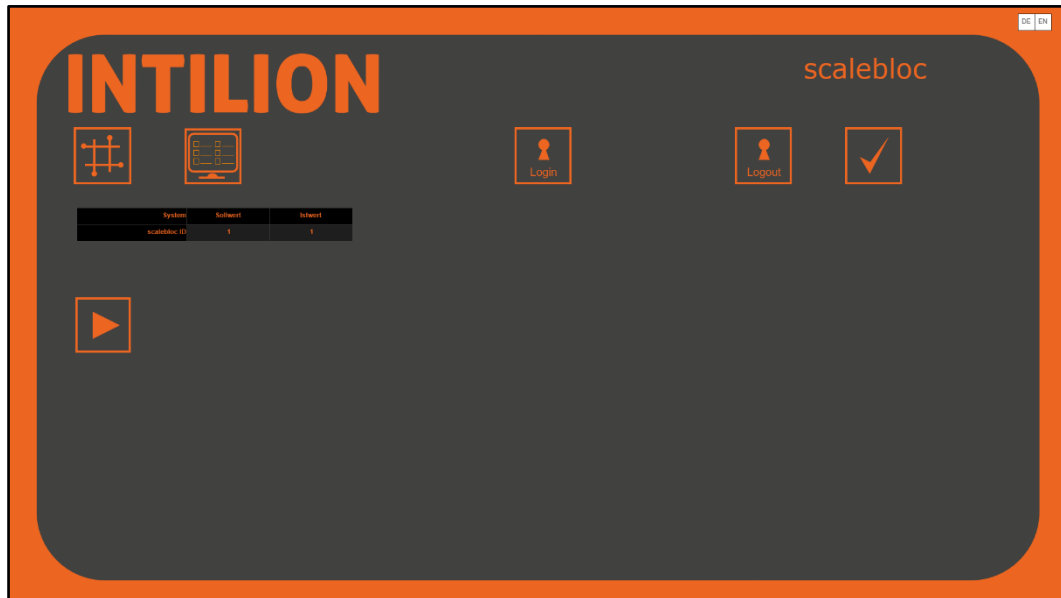 DE EN
INTILION
scalebloc
Login
Logout
System Sollwert Istwert
scalebloc ID 1 1